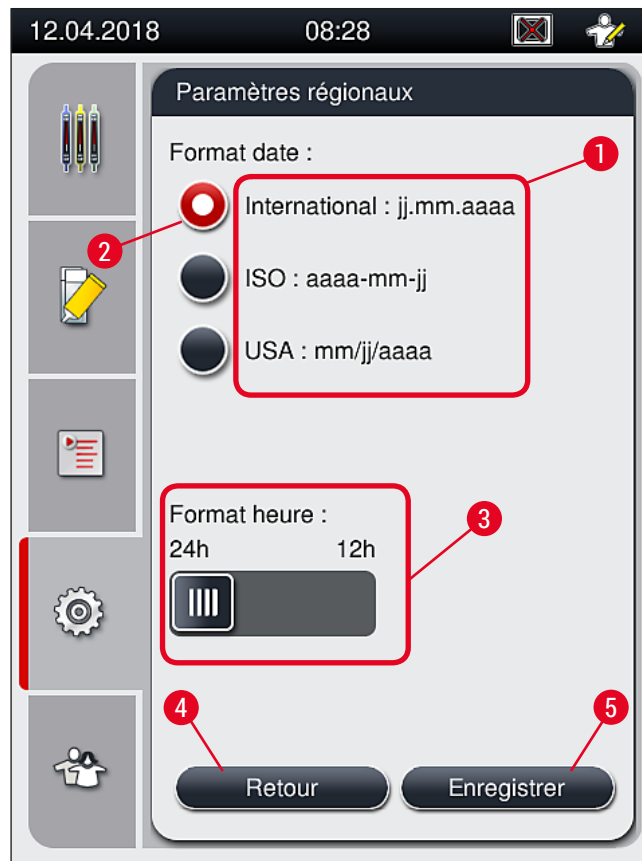 12.04.2018 08:28
Paramètres régionaux
Format date :
1
International : jj.mm.aaaa
2
ISO : aaaa-mm-jj
USA : mm/jj/aaaa
Format heure :
3
24h 12h
4
5
Retour Enregistrer